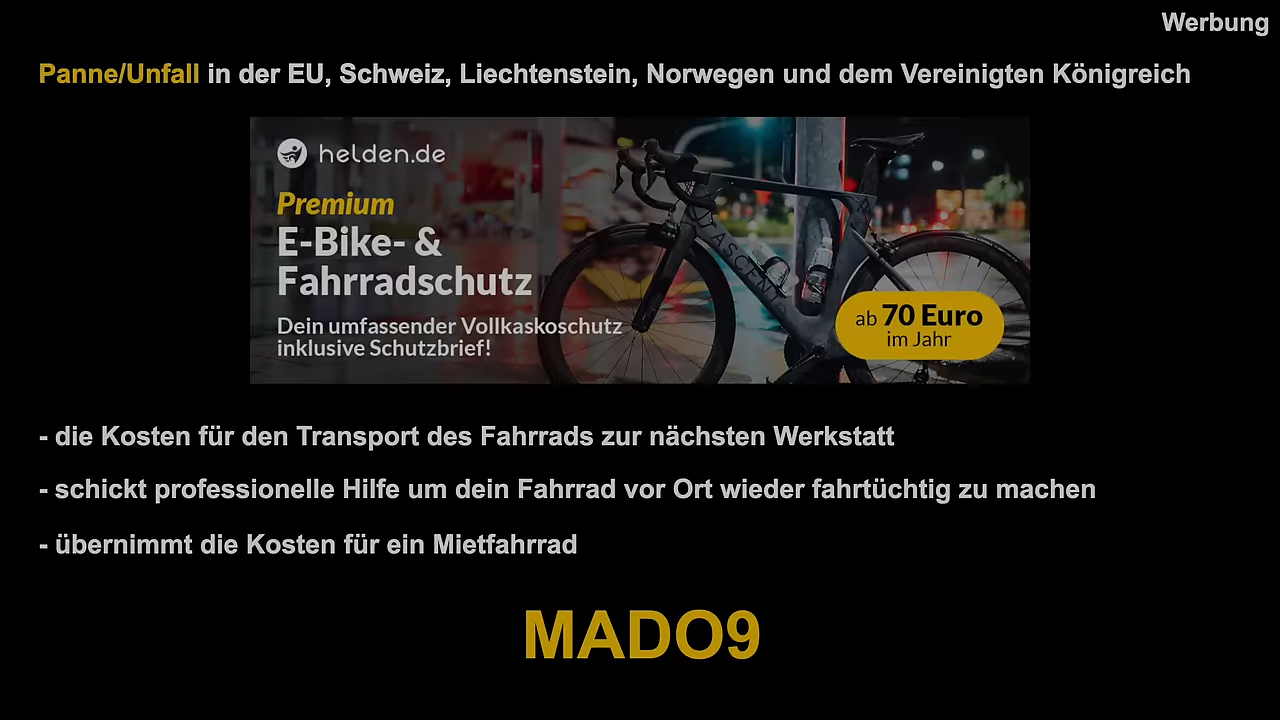 Werbung
Panne/Unfall in der EU, Schweiz, Liechtenstein, Norwegen und dem Vereinigten Königreich
helden.de
Premium
E-Bike- &
Fahrradschutz
Dein umfassender Vollkaskoschutz
inklusive Schutzbrief!
ASCENT
ab 70 Euro
im Jahr
- die Kosten für den Transport des Fahrrads zur nächsten Werkstatt
- schickt professionelle Hilfe um dein Fahrrad vor Ort wieder fahrtüchtig zu machen
- übernimmt die Kosten für ein Mietfahrrad
MADO9